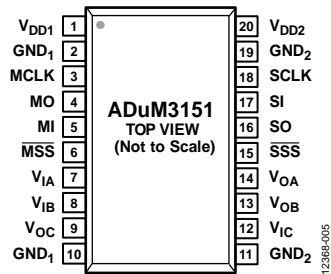 VDD1 1 20 VDD2
GND1 2 19 GND2
MCLK 3 18 SCLK
MO 4 ADuM3151 17 SI
MI 5 TOP VIEW 16 SO
(Not to Scale)
MSS 6 15 SSS
VIA 7 14 VOA
VIB 8 13 VOB
VOC 9 12 VIC
GND1 10 11 GND2
12368-005